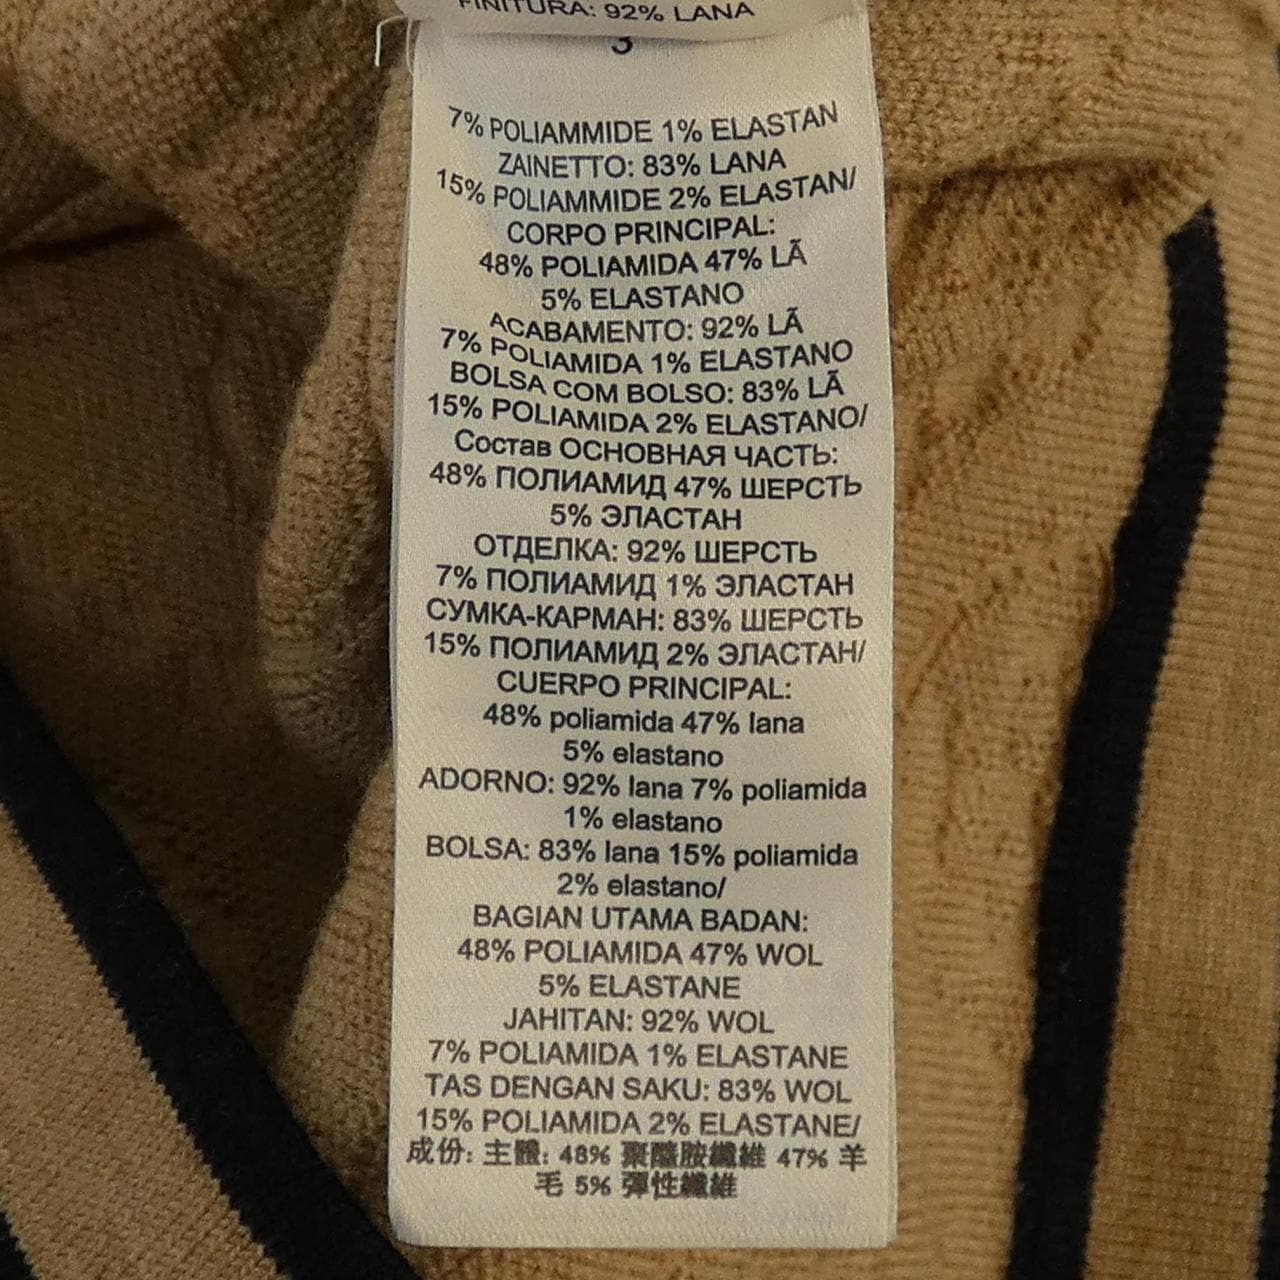 FINITURA: 92% LANA
3
7% POLIAMMIDE 1% ELASTAN
ZAINETTO: 83% LANA
15% POLIAMMIDE 2% ELASTAN/
CORPO PRINCIPAL:
48% POLIAMIDA 47% LÃ
5% ELASTANO
ACABAMENTO: 92% LÃ
7% POLIAMIDA 1% ELASTANO
BOLSA COM BOLSO: 83% LÃ
15% POLIAMIDA 2% ELASTANO/
Состав ОСНОВНАЯ ЧАСТЬ:
48% ПОЛИАМИД 47% ШЕРСТЬ
5% ЭЛАСТАН
ОТДЕЛКА: 92% ШЕРСТЬ
7% ПОЛИАМИД 1% ЭЛАСТАН
СУМКА-КАРМАН: 83% ШЕРСТЬ
15% ПОЛИАМИД 2% ЭЛАСТАН/
CUERPO PRINCIPAL:
48% poliamida 47% lana
5% elastano
ADORNO: 92% lana 7% poliamida
1% elastano
BOLSA: 83% lana 15% poliamida
2% elastano/
BAGIAN UTAMA BADAN:
48% POLIAMIDA 47% WOL
5% ELASTANE
JAHITAN: 92% WOL
7% POLIAMIDA 1% ELASTANE
TAS DENGAN SAKU: 83% WOL
15% POLIAMIDA 2% ELASTANE/
成份: 主體: 48% 聚醯胺纖維 47% 羊
毛 5% 彈性纖維